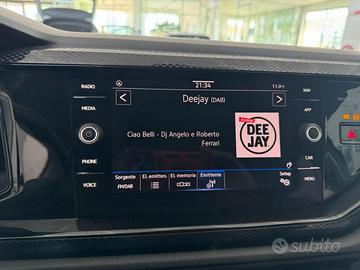 RADIO
MEDIA
PHONE
VOICE
21:34
11.0°C
Deejay (DAB)
Ciao Belli - Dj Angelo e Roberto
Ferrari
RADIO
DEE
JAY
Sorgente
FM/DAB
El emitten.
El memoria
Emittente
Setup
NAV
APP
CAR
MENU
subito